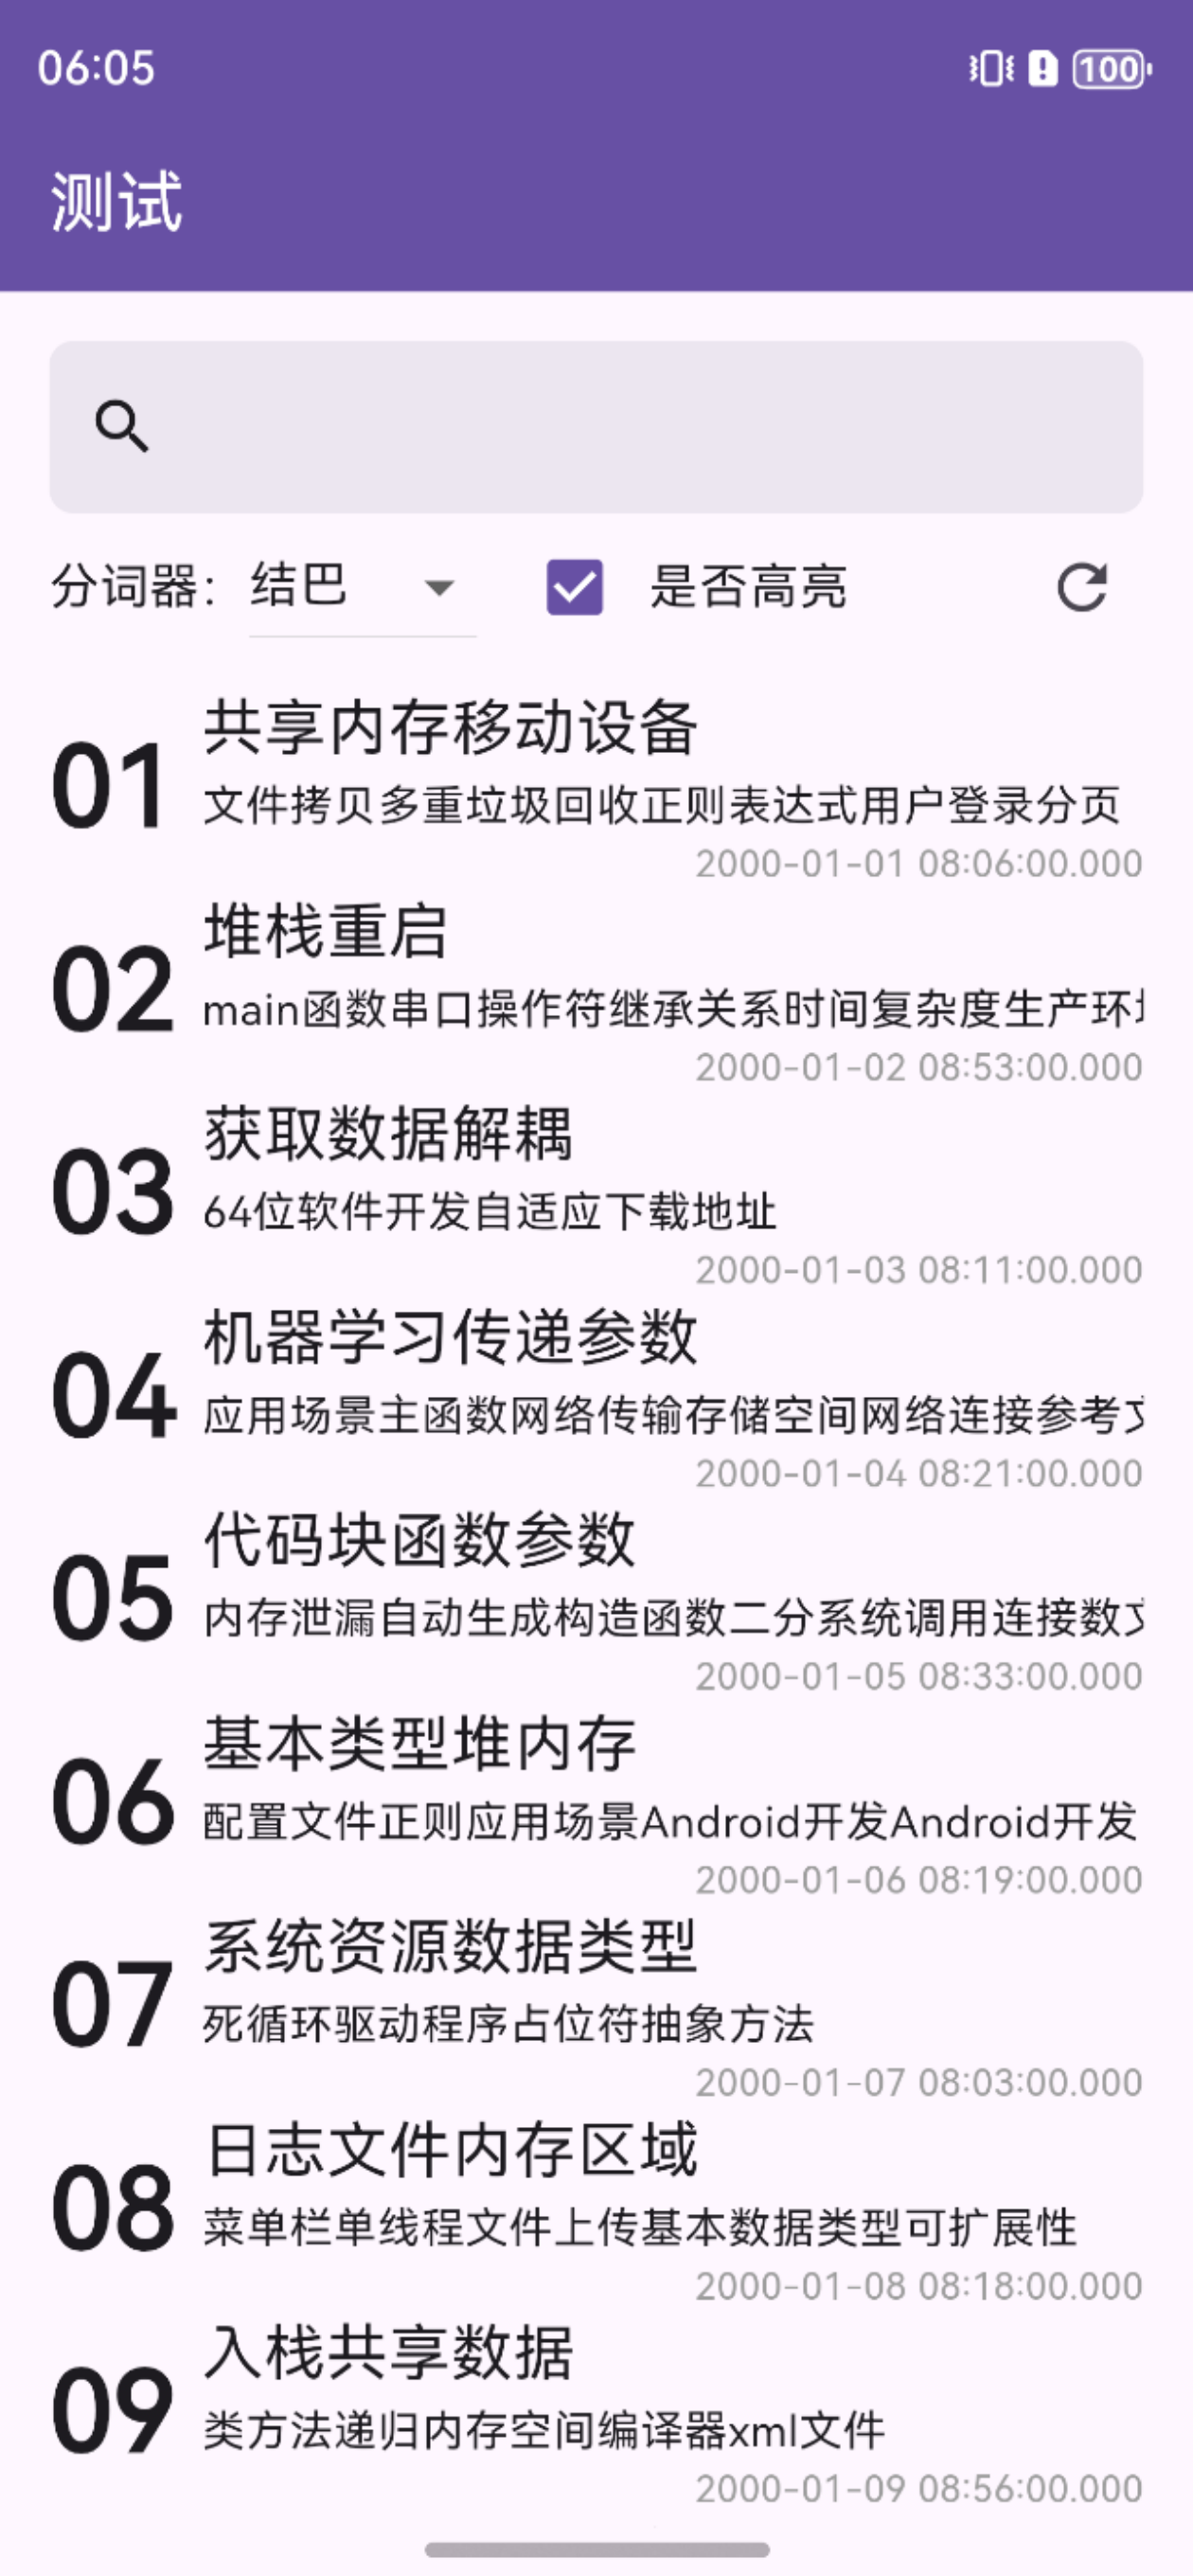 06:05
100
测试
分词器: 结巴 是否高亮
01
共享内存移动设备
文件拷贝多重垃圾回收正则表达式用户登录分页
2000-01-01 08:06:00.000
02
堆栈重启
main函数串口操作符继承关系时间复杂度生产环
2000-01-02 08:53:00.000
03
获取数据解耦
64位软件开发自适应下载地址
2000-01-03 08:11:00.000
04
机器学习传递参数
应用场景主函数网络传输存储空间网络连接参考
2000-01-04 08:21:00.000
05
代码块函数参数
内存泄漏自动生成构造函数二分系统调用连接数
2000-01-05 08:33:00.000
06
基本类型堆内存
配置文件正则应用场景Android开发Android开发
2000-01-06 08:19:00.000
07
系统资源数据类型
死循环驱动程序占位符抽象方法
2000-01-07 08:03:00.000
08
日志文件内存区域
菜单栏单线程文件上传基本数据类型可扩展性
2000-01-08 08:18:00.000
09
入栈共享数据
类方法递归内存空间编译器xml文件
2000-01-09 08:56:00.000